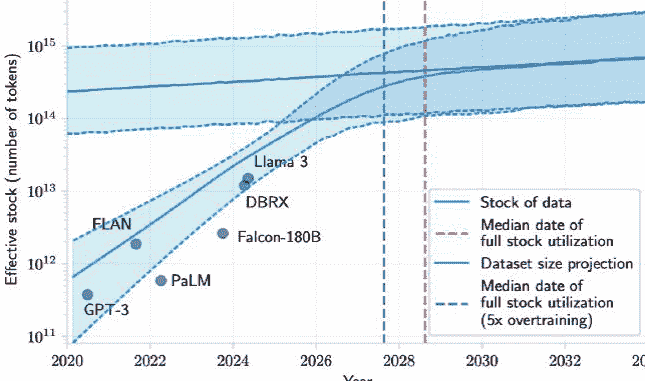 Effective stock (number of tokens)
10^15
10^14
10^13
10^12
10^11
Llama 3
DBRX
FLAN
Falcon-180B
PaLM
GPT-3
Stock of data
Median date of
full stock utilization
Dataset size projection
Median date of
full stock utilization
(5x overtraining)
2020 2022 2024 2026 2028 2030 2032 20
Year